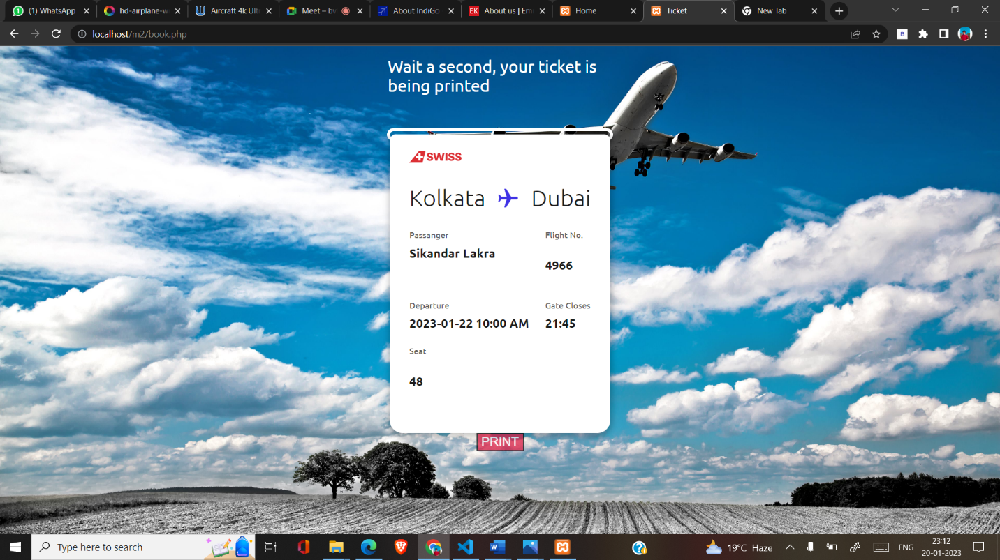 (1) WhatsApp
hd-airplane-w
Aircraft 4k Ult
Meet – bv
About IndiGo
EK About us | Em
Home
Ticket
New Tab
localhost/m2/book.php
B
Wait a second, your ticket is
being printed
SWISS
Kolkata Dubai
Passanger Flight No.
Sikandar Lakra
4966
Departure Gate Closes
2023-01-22 10:00 AM 21:45
Seat
48
PRINT
Type here to search
19°C Haze
ENG
23:12
20-01-2023